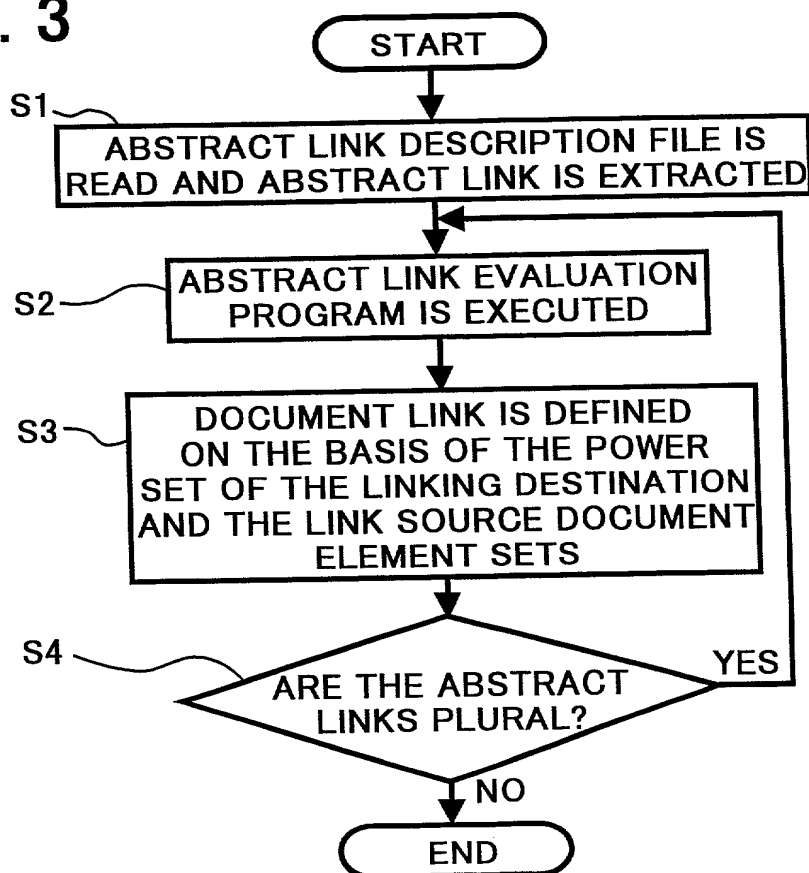 . 3
START
S1
ABSTRACT LINK DESCRIPTION FILE IS
READ AND ABSTRACT LINK IS EXTRACTED
S2
ABSTRACT LINK EVALUATION
PROGRAM IS EXECUTED
S3
DOCUMENT LINK IS DEFINED
ON THE BASIS OF THE POWER
SET OF THE LINKING DESTINATION
AND THE LINK SOURCE DOCUMENT
ELEMENT SETS
S4
YES
ARE THE ABSTRACT
LINKS PLURAL?
NO
END